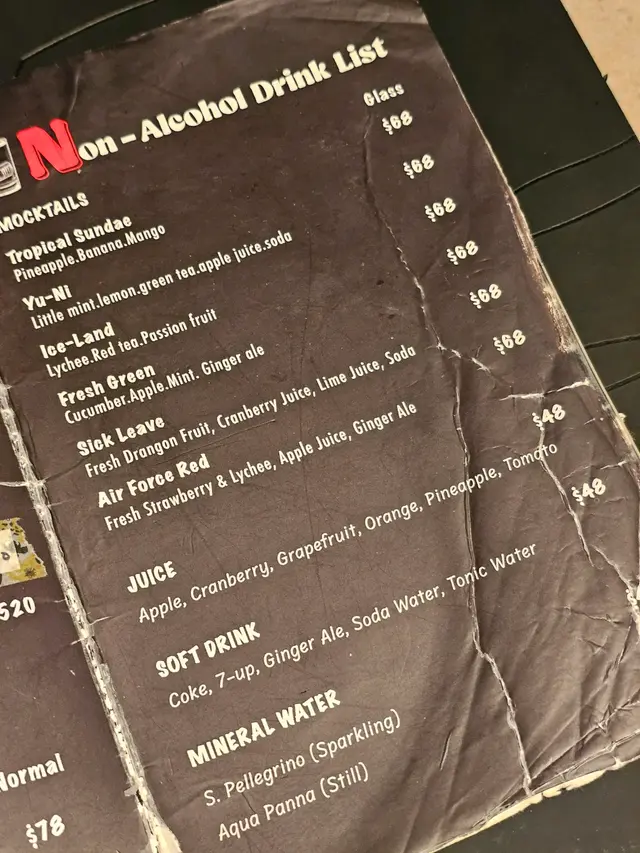 Non - Alcohol Drink List
Glass
MOCKTAILS
Tropical Sundae $68
Pineapple.Banana.Mango
Yu-Ni $68
Little mint.lemon.green tea.apple juice.soda
Ice-Land $68
Lychee.Red tea.Passion fruit
Fresh Green $68
Cucumber.Apple.Mint. Ginger ale
Sick Leave $68
Fresh Drangon Fruit, Cranberry Juice, Lime Juice, Soda
Air Force Red $68
Fresh Strawberry & Lychee, Apple Juice, Ginger Ale
JUICE $48
Apple, Cranberry, Grapefruit, Orange, Pineapple, Tomato
SOFT DRINK $48
Coke, 7-up, Ginger Ale, Soda Water, Tonic Water
MINERAL WATER
S. Pellegrino (Sparkling)
Aqua Panna (Still)
520
Normal
$78